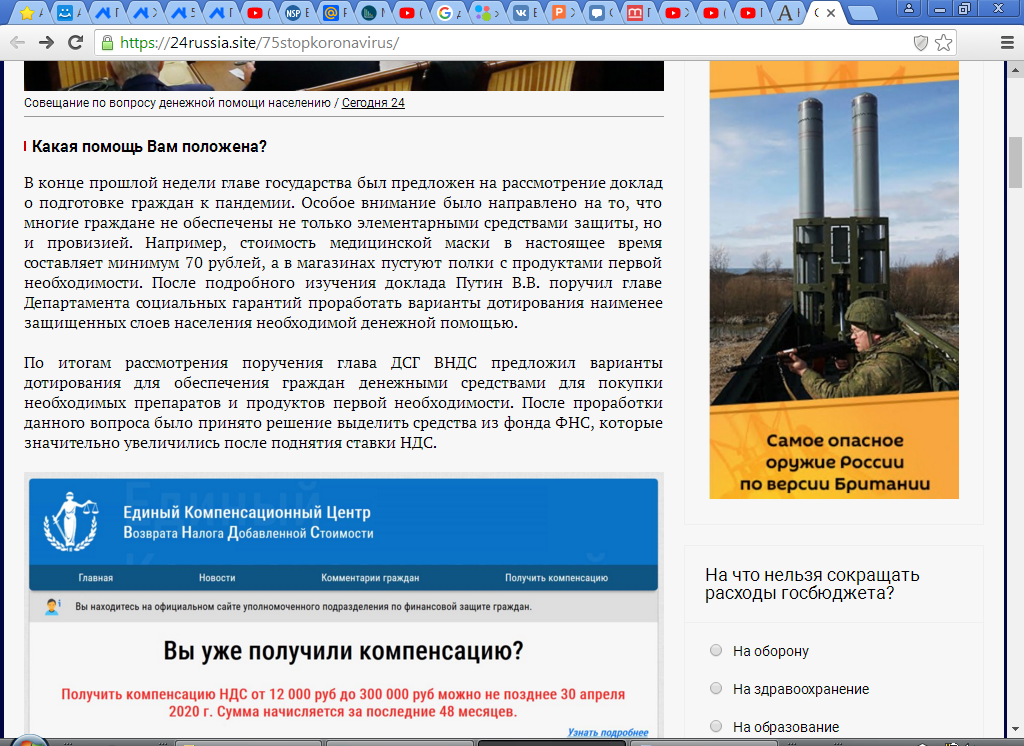 https://24russia.site/75stopkoronavirus/
Совещание по вопросу денежной помощи населению / Сегодня 24
Какая помощь Вам положена?
В конце прошлой недели главе государства был предложен на рассмотрение доклад
о подготовке граждан к пандемии. Особое внимание было направлено на то, что
многие граждане не обеспечены не только элементарными средствами защиты, но
и провизией. Например, стоимость медицинской маски в настоящее время
составляет минимум 70 рублей, а в магазинах пустуют полки с продуктами первой
необходимости. После подробного изучения доклада Путин В.В. поручил главе
Департамента социальных гарантий проработать варианты дотирования наименее
защищенных слоев населения необходимой денежной помощью.
По итогам рассмотрения поручения глава ДСГ ВНДС предложил варианты
дотирования для обеспечения граждан денежными средствами для покупки
необходимых препаратов и продуктов первой необходимости. После проработки
данного вопроса было принято решение выделить средства из фонда ФНС, которые
значительно увеличились после поднятия ставки НДС.
Единый Компенсационный Центр
Возврата Налога Добавленной Стоимости
Главная Новости Комментарии граждан Получить компенсацию
Вы находитесь на официальном сайте уполномоченного подразделения по финансовой защите граждан.
Вы уже получили компенсацию?
Получить компенсацию НДС от 12 000 руб до 300 000 руб можно не позднее 30 апреля
2020 г. Сумма начисляется за последние 48 месяцев.
Узнать подробнее
Самое опасное
оружие России
по версии Британии
На что нельзя сокращать
расходы госбюджета?
На оборону
На здравоохранение
На образование